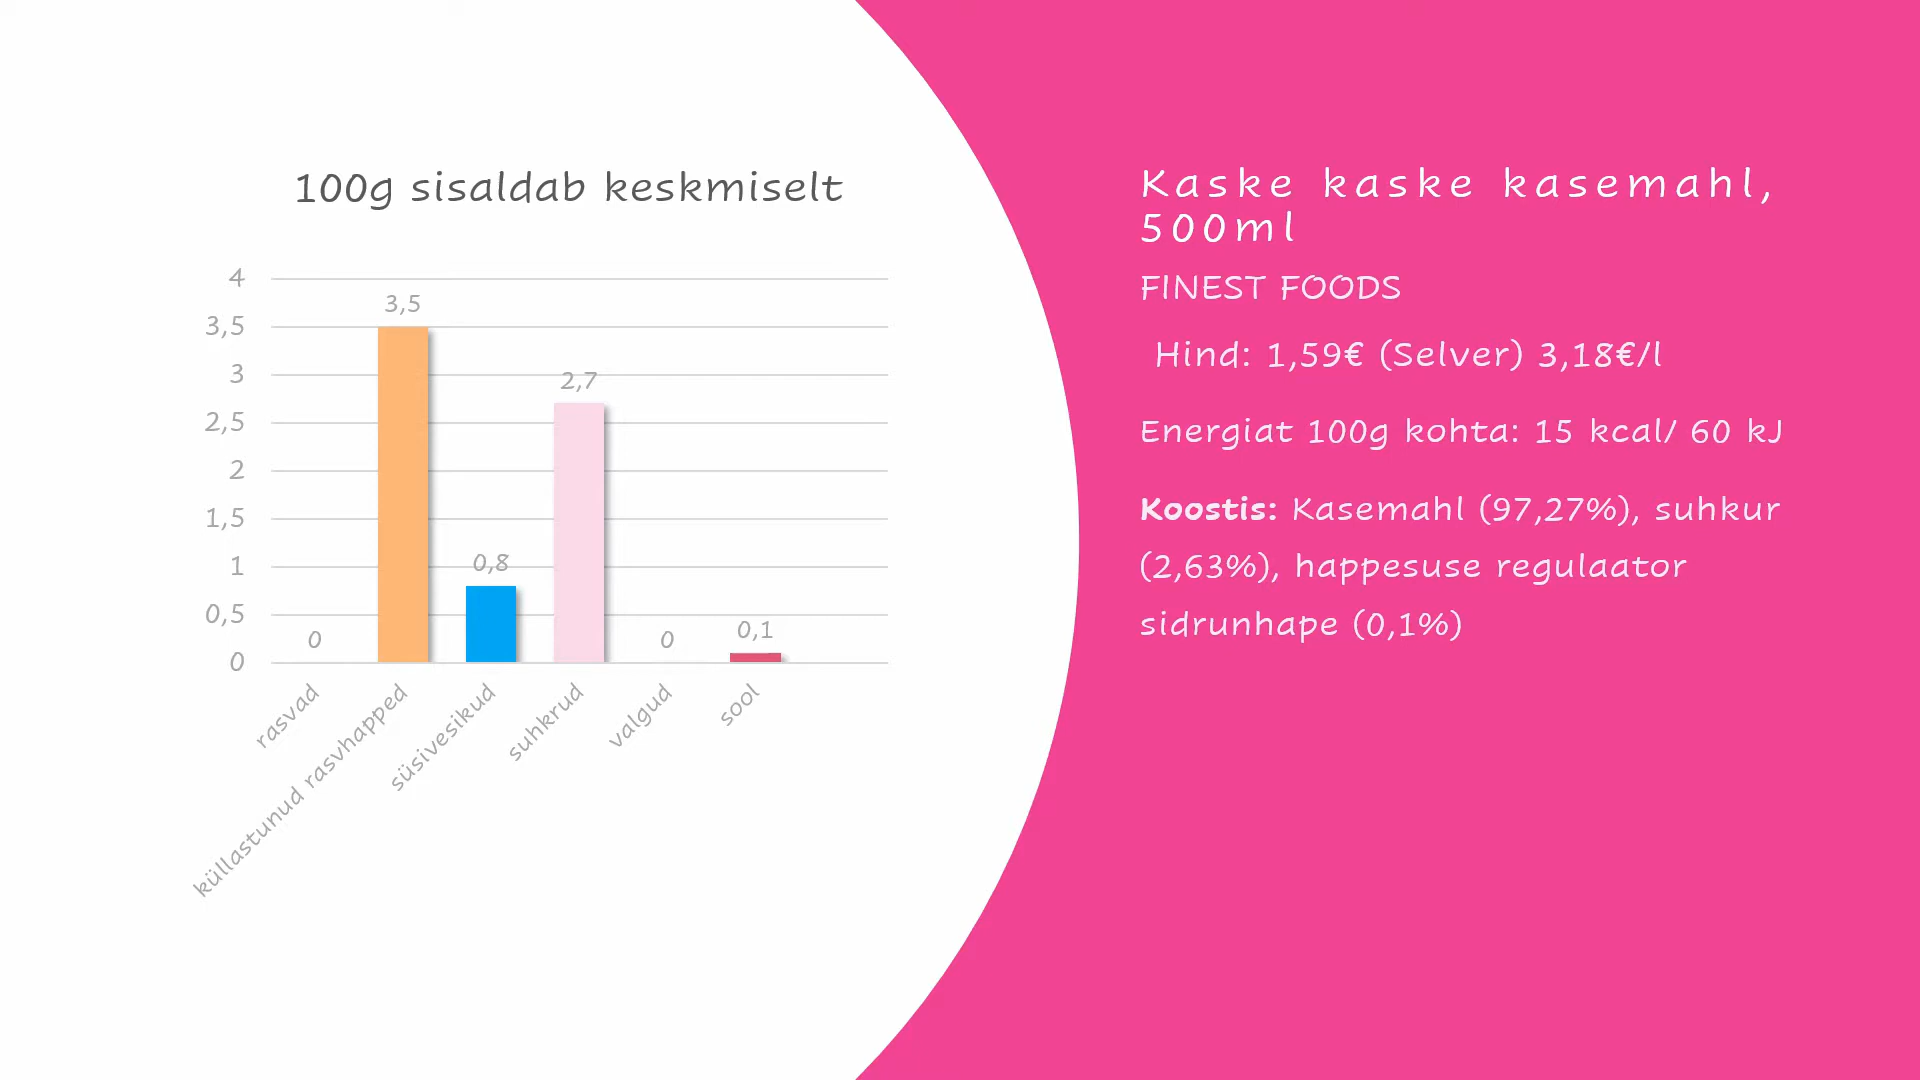 100g sisaldab keskmiselt
4
3,5
3
2,5
2
1,5
1
0,5
0
0
3,5
0,8
2,7
0
0,1
rasvad
küllastunud rasvhapped
süsivesikud
suhkrud
valgud
sool
Kaske kaske kasemahl,
500ml
FINEST FOODS
Hind: 1,59€ (Selver) 3,18€/l
Energiat 100g kohta: 15 kcal/ 60 kJ
Koostis: Kasemahl (97,27%), suhkur
(2,63%), happesuse regulaator
sidrunhape (0,1%)